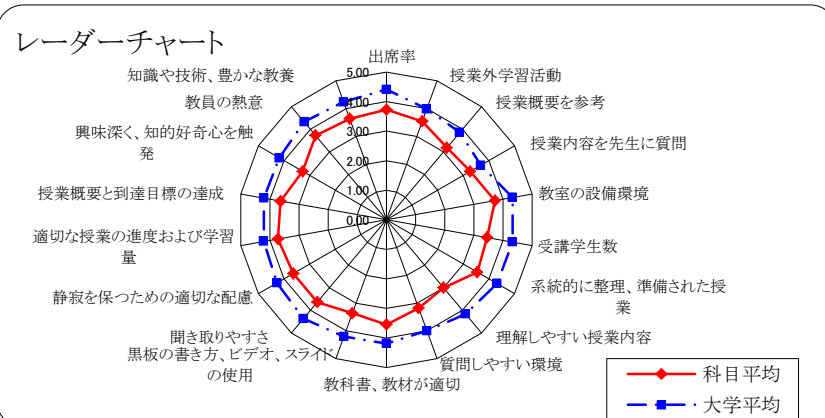 レーダーチャート
出席率
授業外学習活動
授業概要を参考
授業内容を先生に質問
教室の設備環境
受講学生数
系統的に整理、準備された授
業
理解しやすい授業内容
質問しやすい環境
教科書、教材が適切
黒板の書き方、ビデオ、スライド
の使用
聞き取りやすさ
静寂を保つための適切な配慮
適切な授業の進度および学習
量
授業概要と到達目標の達成
興味深く、知的好奇心を触
発
教員の熱意
知識や技術、豊かな教養
5.00
4.00
3.00
2.00
1.00
0.00
科目平均
大学平均